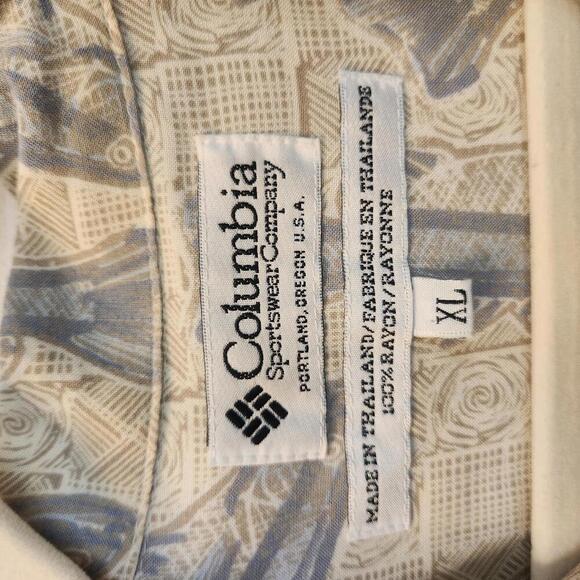 Columbia
Sportswear Company
PORTLAND, OREGON U.S.A.
MADE IN THAILAND/FABRIQUE EN THAILANDE
100% RAYON/RAYONNE
XL